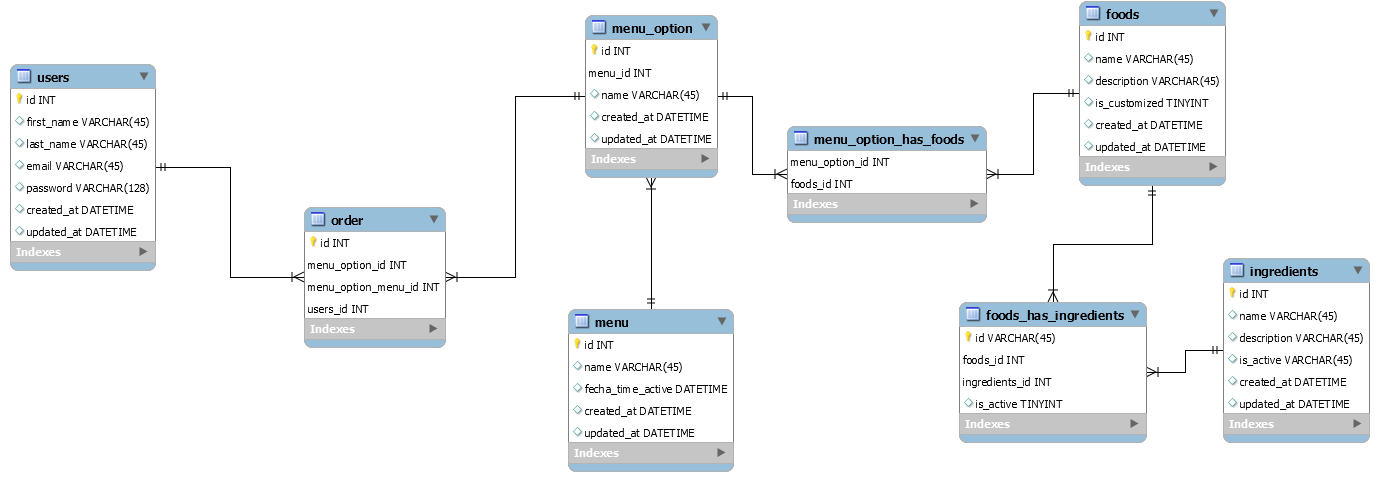 users
id INT
first_name VARCHAR(45)
last_name VARCHAR(45)
email VARCHAR(45)
password VARCHAR(128)
created_at DATETIME
updated_at DATETIME
Indexes
order
id INT
menu_option_id INT
menu_option_menu_id INT
users_id INT
Indexes
menu_option
id INT
menu_id INT
name VARCHAR(45)
created_at DATETIME
updated_at DATETIME
Indexes
menu
id INT
name VARCHAR(45)
fecha_time_active DATETIME
created_at DATETIME
updated_at DATETIME
Indexes
menu_option_has_foods
menu_option_id INT
foods_id INT
Indexes
foods
id INT
name VARCHAR(45)
description VARCHAR(45)
is_customized TINYINT
created_at DATETIME
updated_at DATETIME
Indexes
foods_has_ingredients
id VARCHAR(45)
foods_id INT
ingredients_id INT
is_active TINYINT
Indexes
ingredients
id INT
name VARCHAR(45)
description VARCHAR(45)
is_active VARCHAR(45)
created_at DATETIME
updated_at DATETIME
Indexes